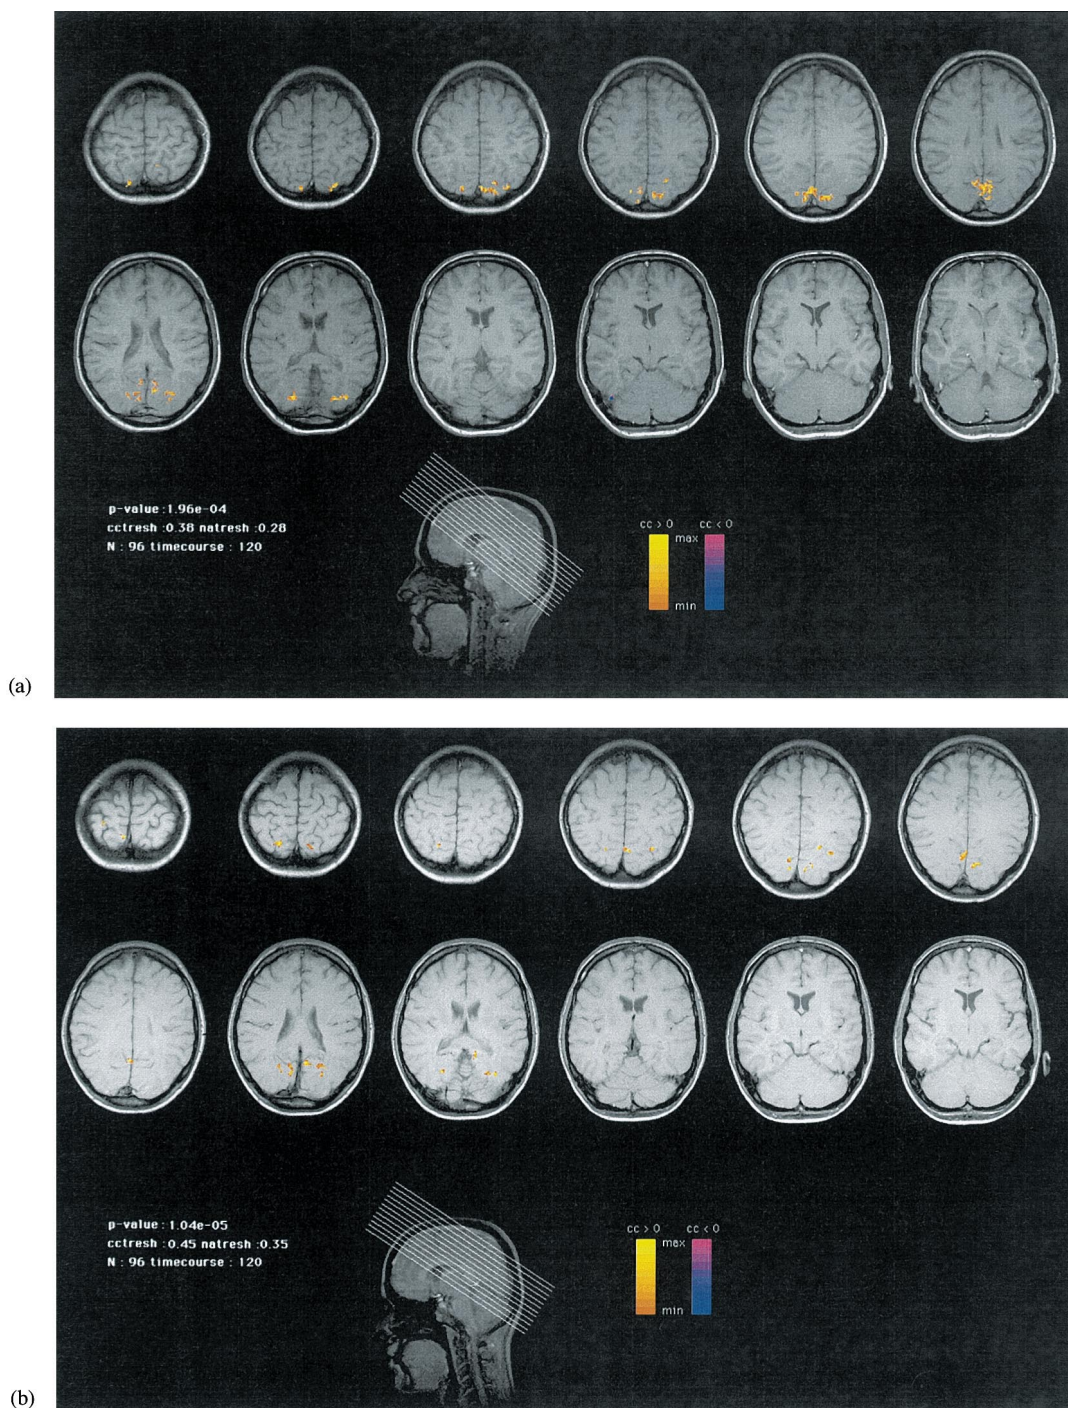 p-value :1.96e-04
cctresh :0.38 natresh :0.28
N : 96 timecourse : 120
cc > 0 cc < 0
max
min
(a)
p-value : 1.04e-05
cctresh : 0.45 natresh : 0.35
N : 96 timecourse : 120
cc > 0 cc < 0
max
min
(b)